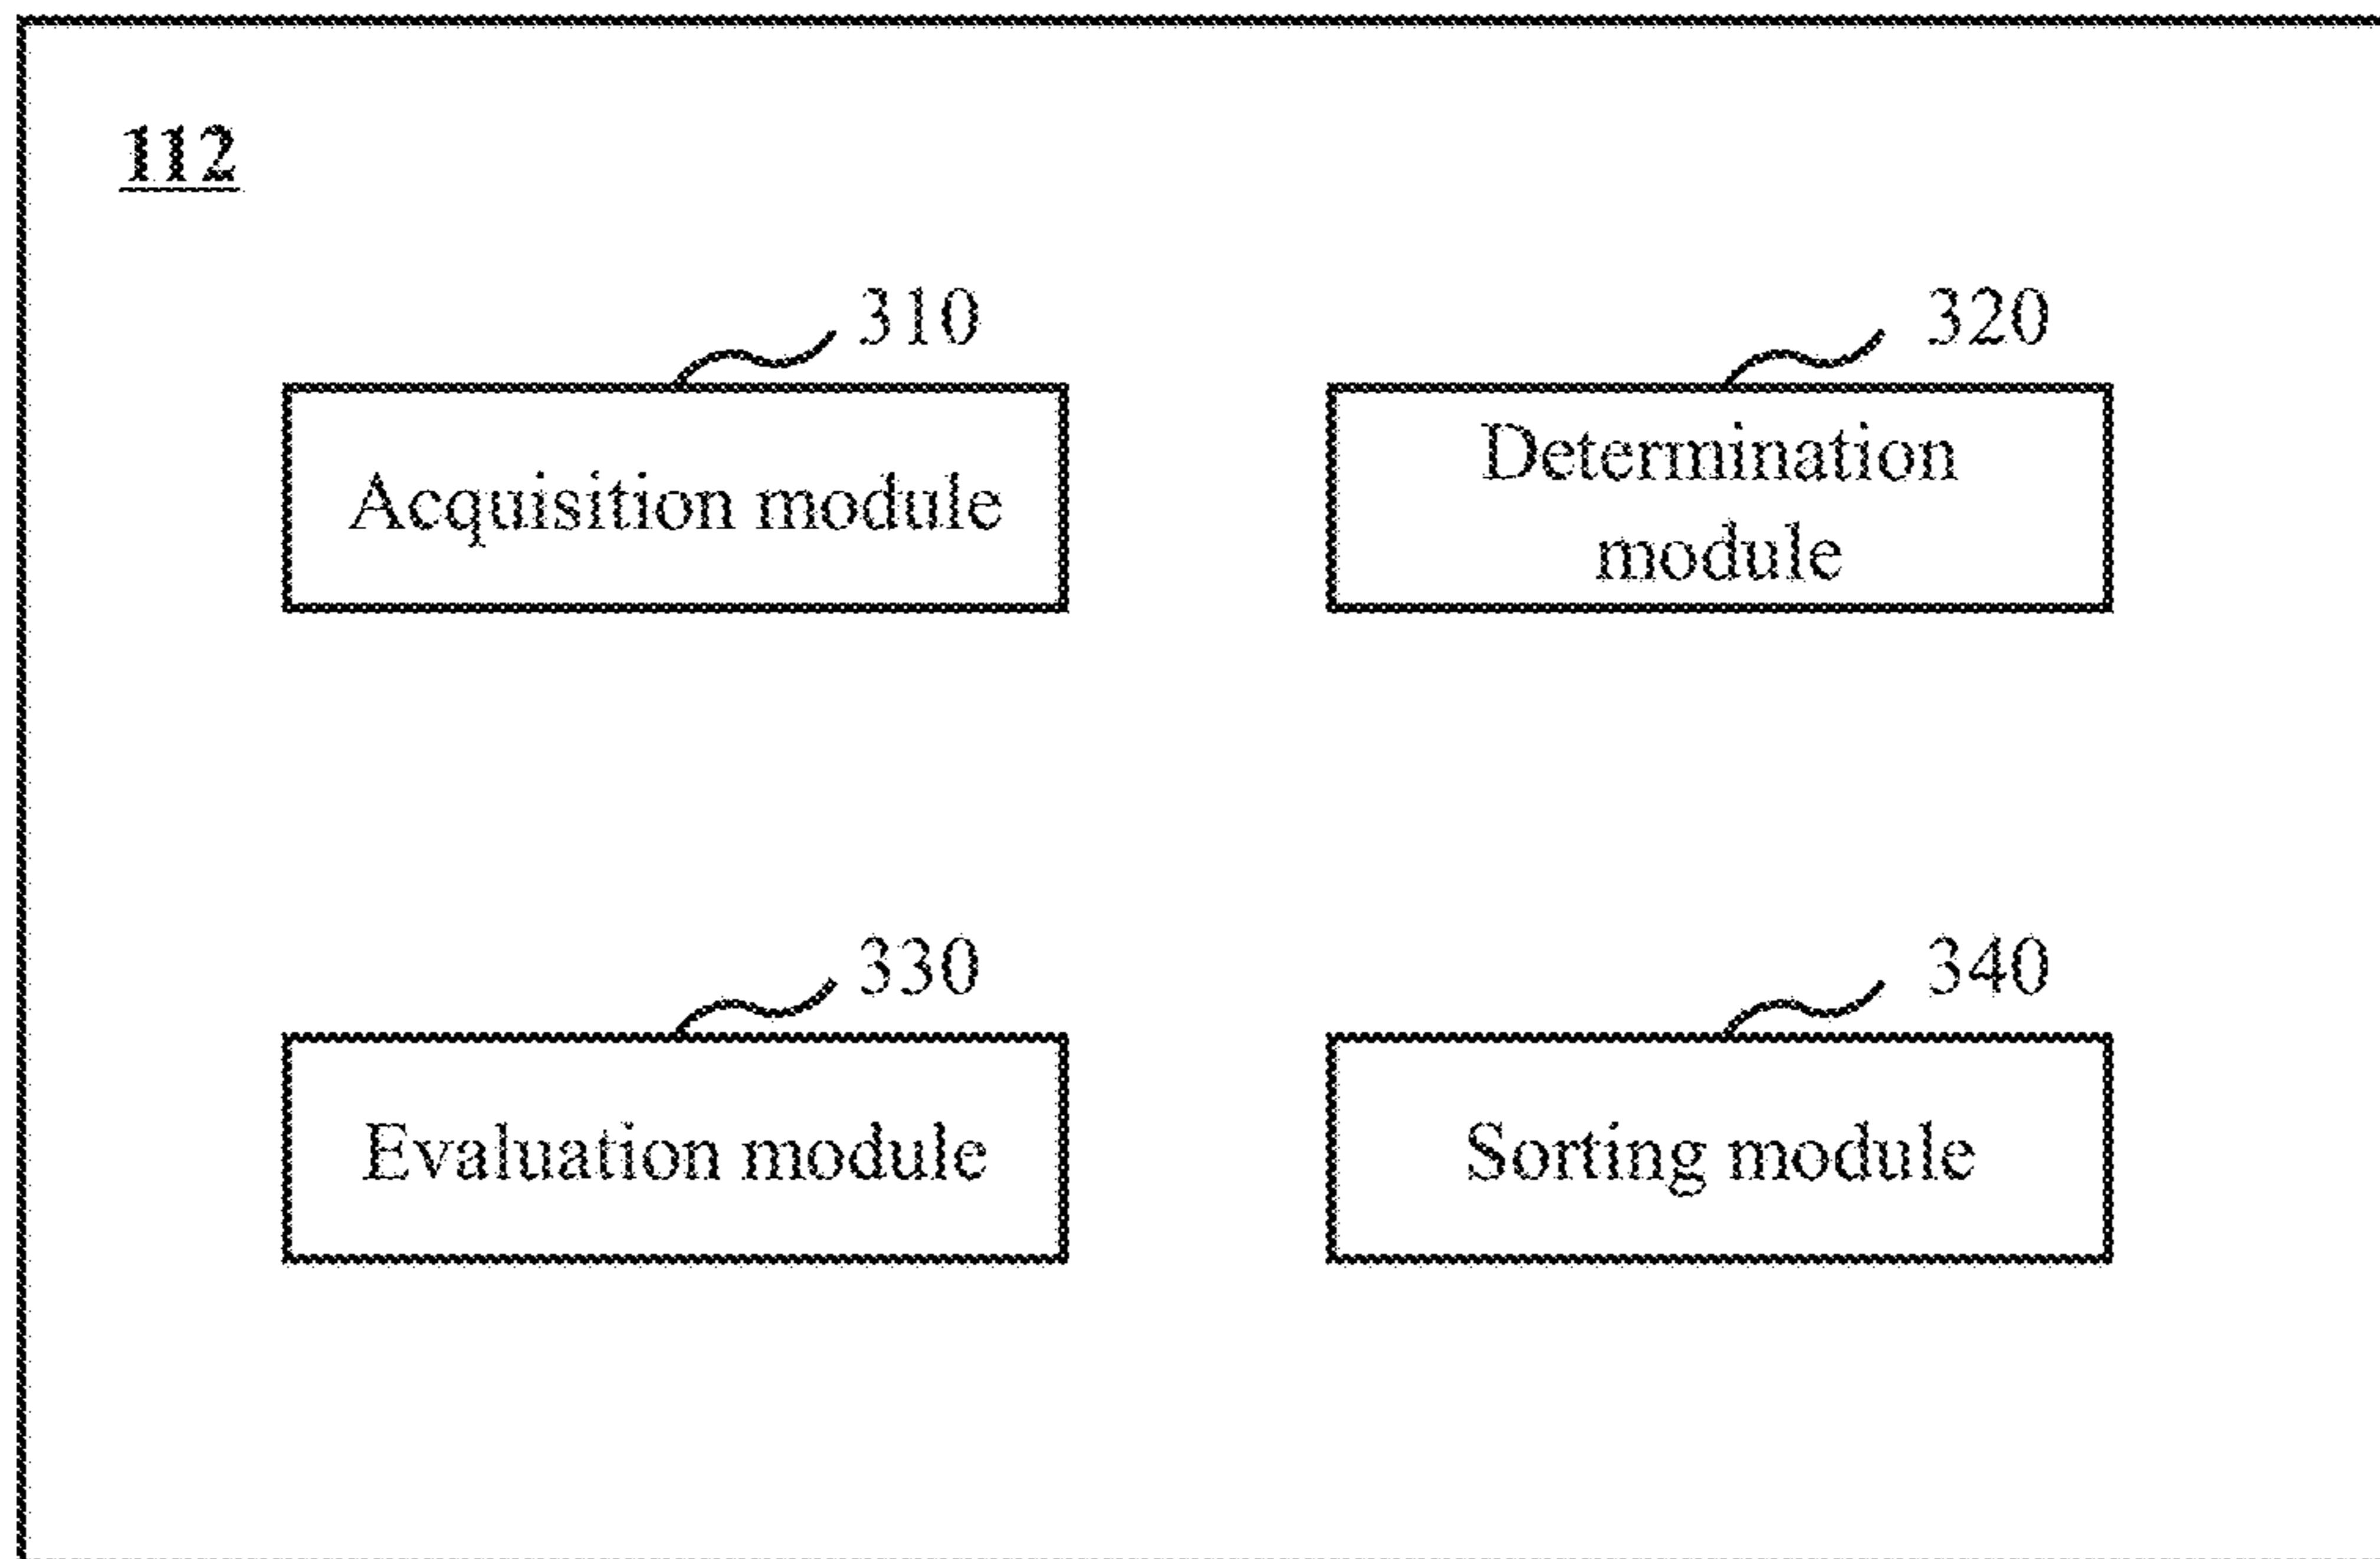 112
310
320
Acquisition module
Determination
module
330
340
Evaluation module
Sorting module